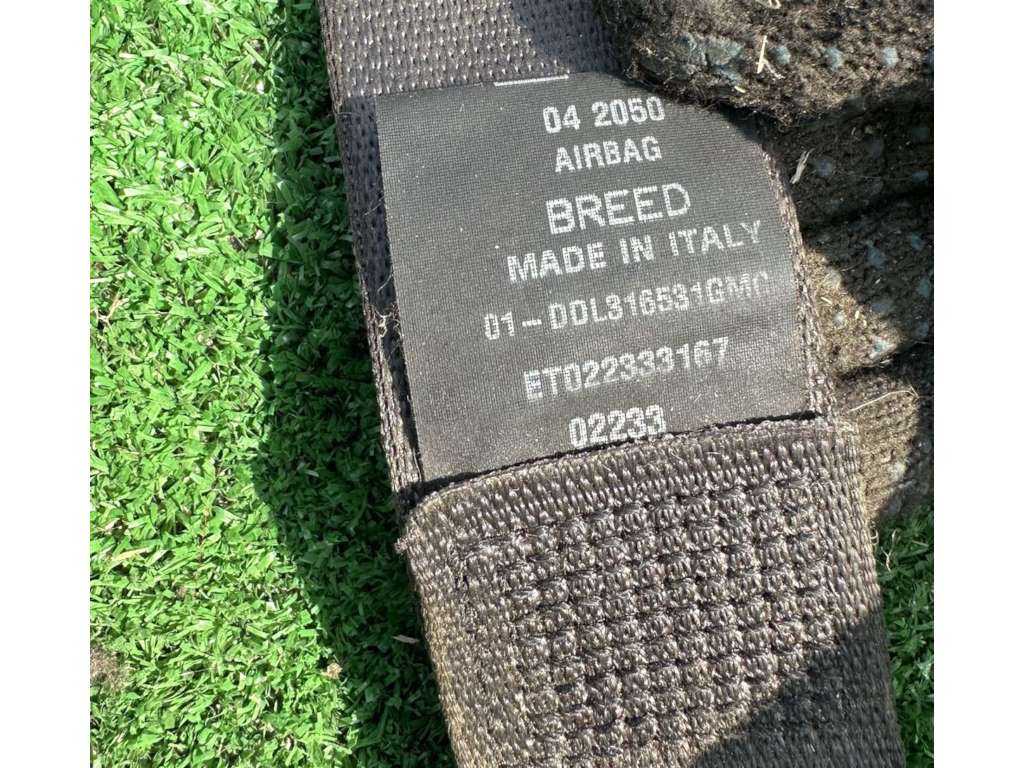 04 2050
AIRBAG
BREED
MADE IN ITALY
01-DDL316531GMC
ET022333167
02233